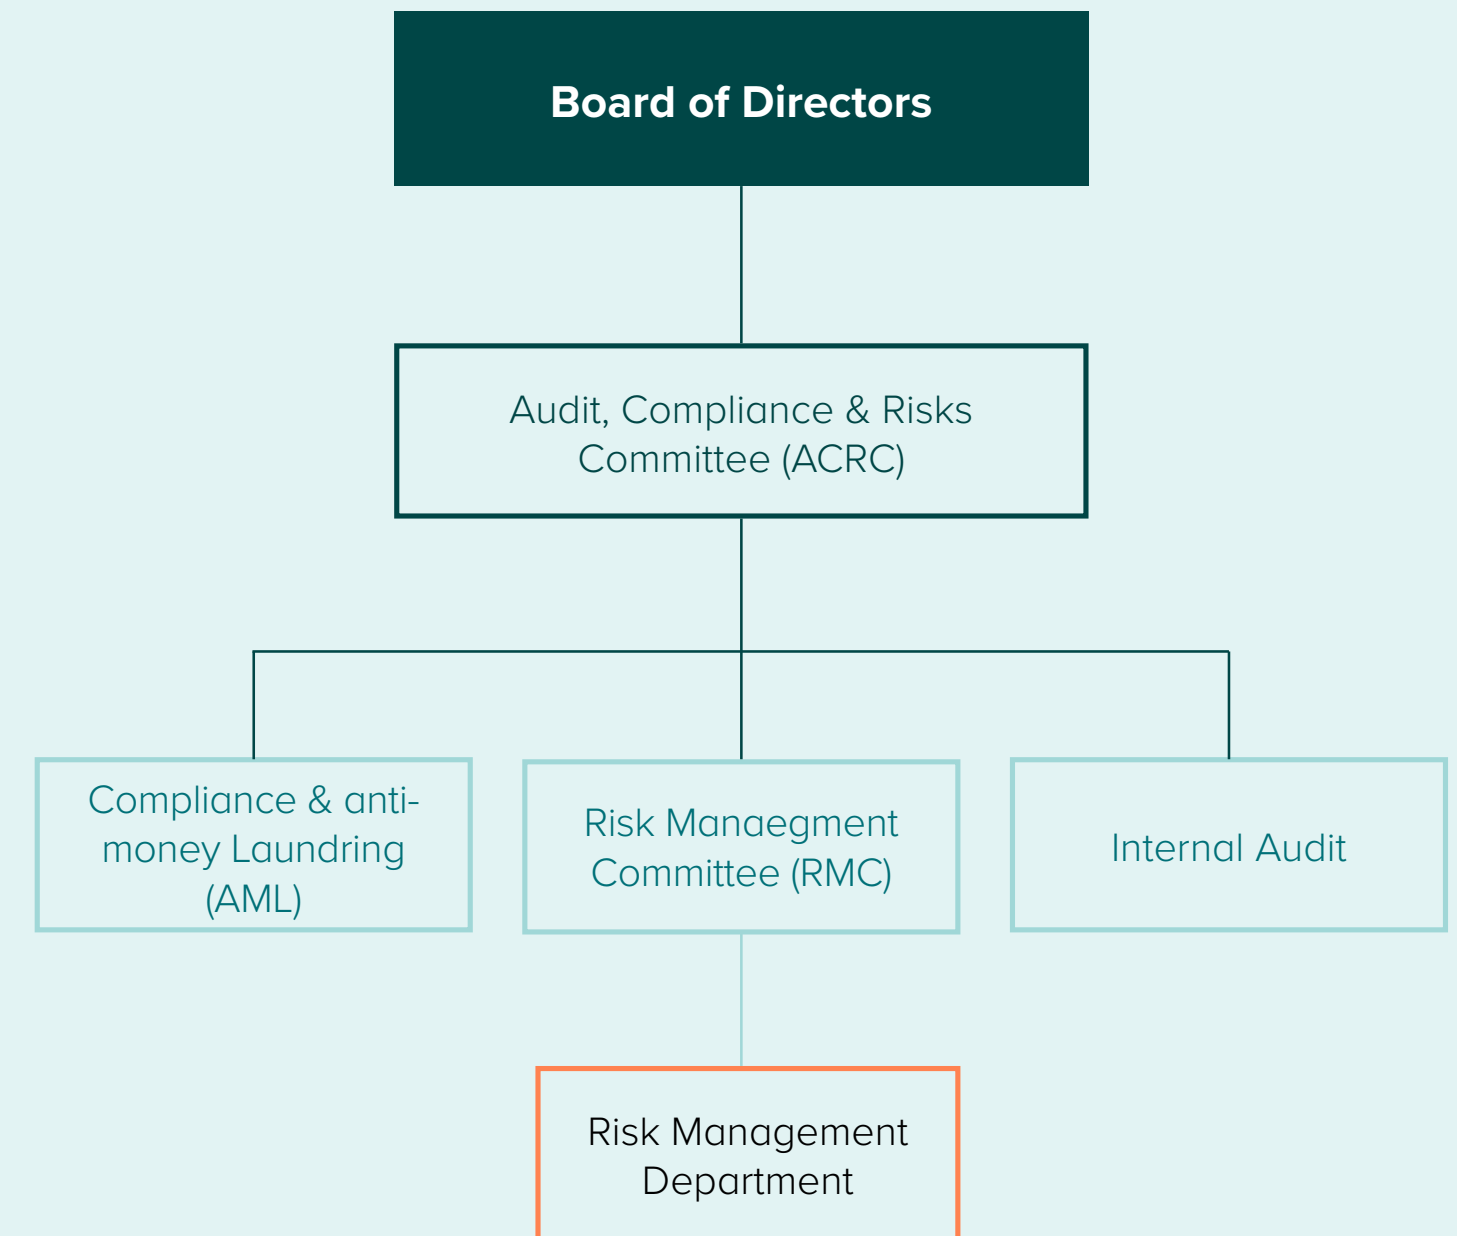 Board of Directors
Audit, Compliance & Risks
Committee (ACRC)
Compliance & anti-
money Laundring
(AML)
Risk Manaegment
Committee (RMC)
Internal Audit
Risk Management
Department